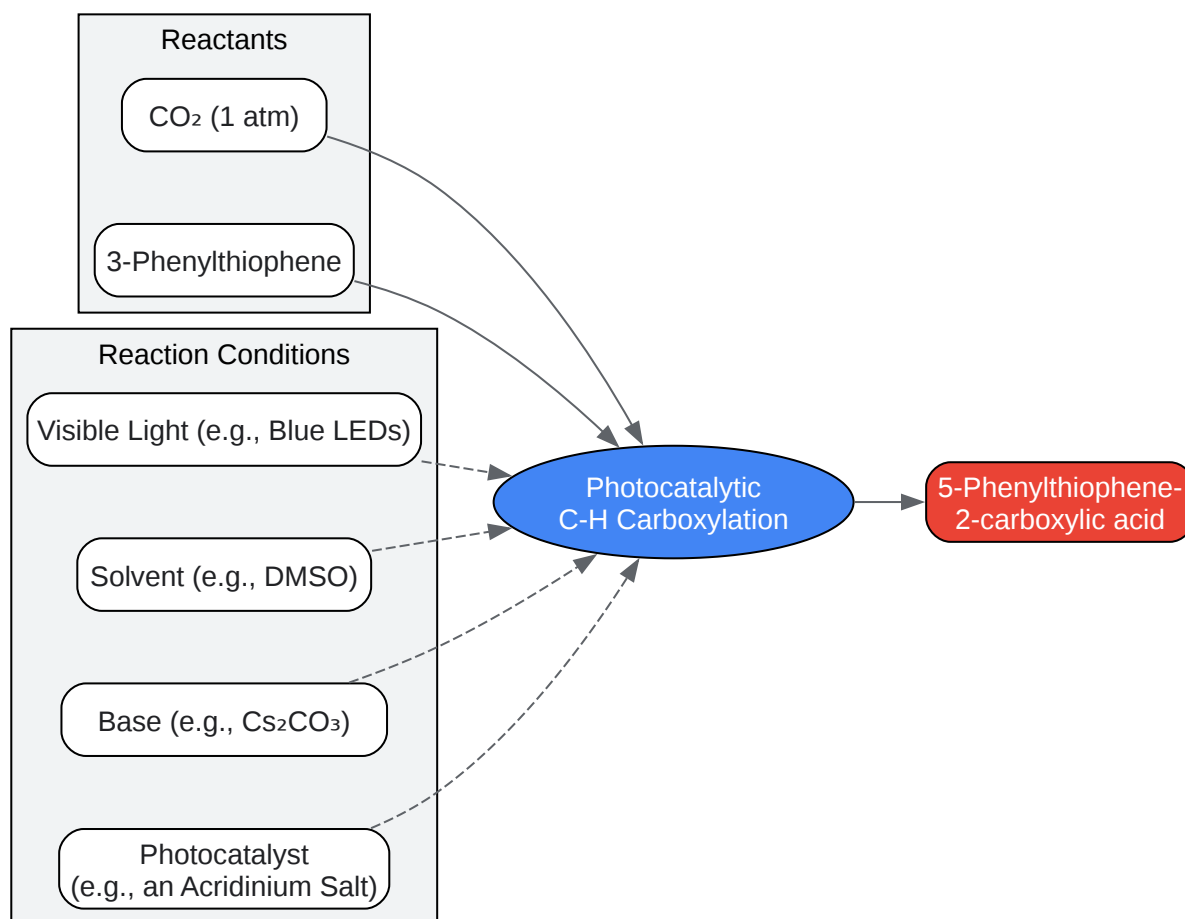 Reactants
CO₂ (1 atm)
3-Phenylthiophene
Reaction Conditions
Visible Light (e.g., Blue LEDs)
Solvent (e.g., DMSO)
Base (e.g., Cs₂CO₃)
Photocatalyst
(e.g., an Acridinium Salt)
Photocatalytic
C-H Carboxylation
5-Phenylthiophene-
2-carboxylic acid